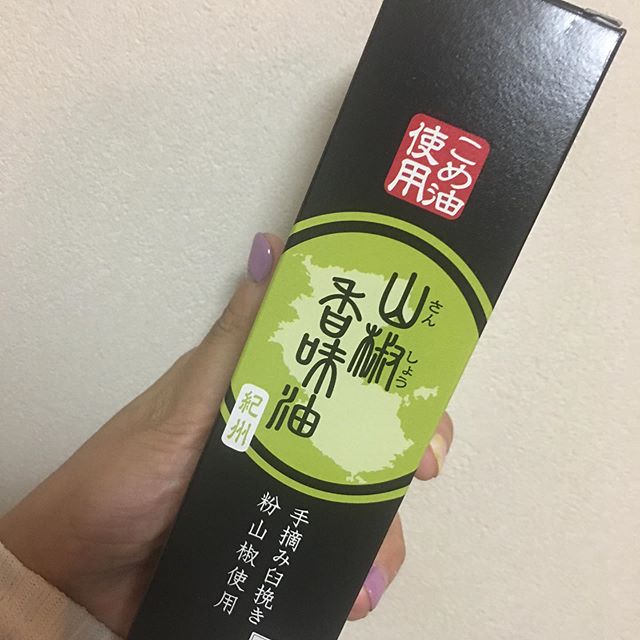 こめ油
使用
山椒
さん
しょう
香味油
紀州
手摘み臼挽き
粉山椒使用